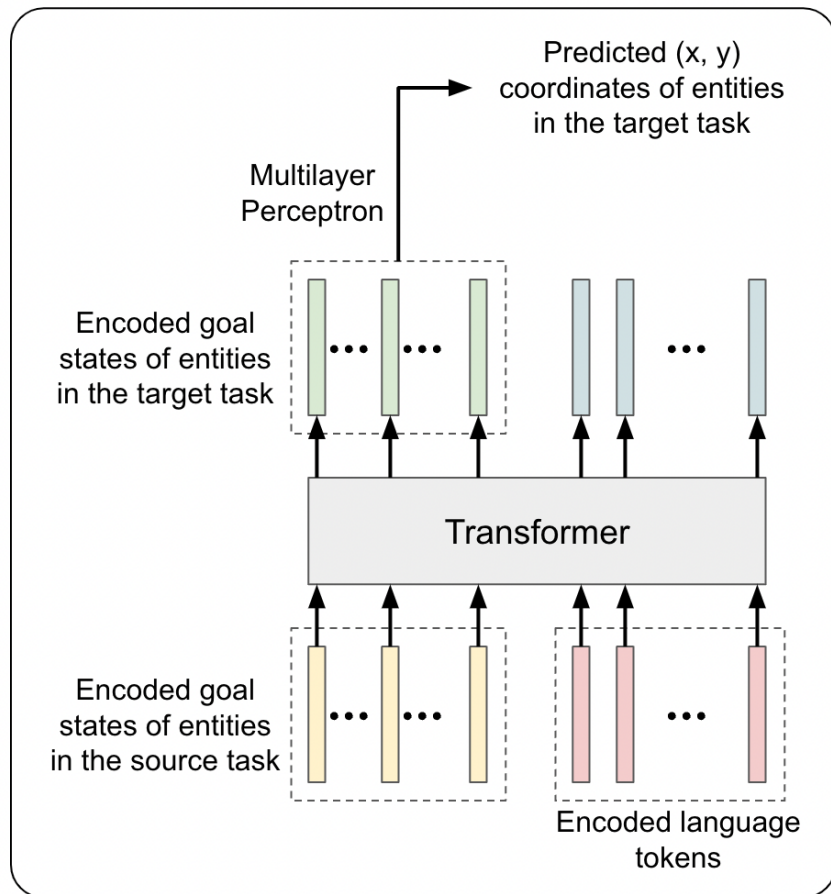 Predicted (x, y)
coordinates of entities
in the target task
Multilayer
Perceptron
Encoded goal
states of entities
in the target task
Transformer
Encoded goal
states of entities
in the source task
Encoded language
tokens